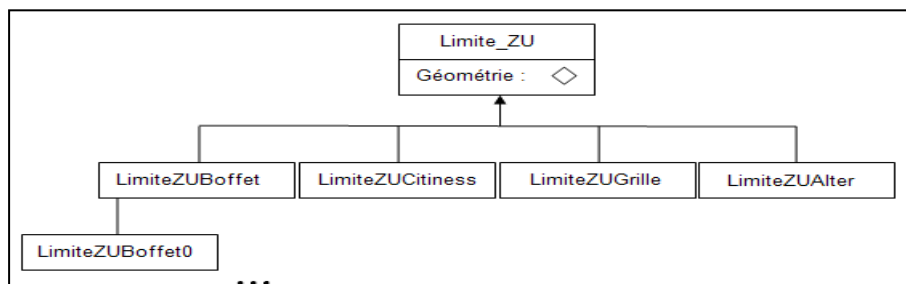 Limite_ZU
Géométrie :
LimiteZUBoffet
LimiteZUCitiness
LimiteZUGrille
LimiteZUAlter
LimiteZUBoffet0
...